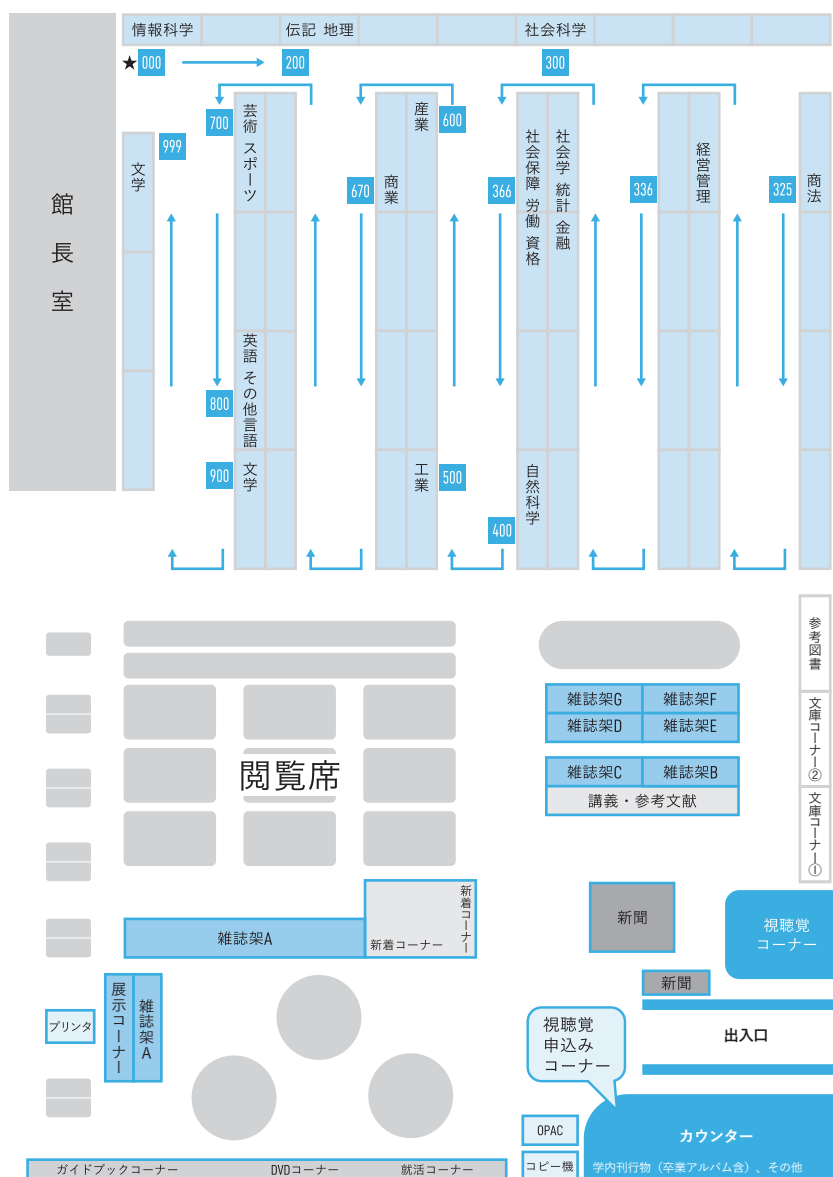 情報科学
伝記 地理
社会科学
★000
200
300
館長室
文学
999
700
芸術 スポーツ
英語 その他言語
800
900
文学
670
商業
産業
600
工業
500
366
社会保障 労働 資格
社会学 統計 金融
自然科学
400
336
経営管理
325
商法
参考図書
文庫コーナー②
文庫コーナー①
雑誌架G
雑誌架F
雑誌架D
雑誌架E
雑誌架C
雑誌架B
講義・参考文献
閲覧席
雑誌架A
新着コーナー
新着コーナー
新聞
視聴覚
コーナー
新聞
出入口
プリンタ
展示コーナー
雑誌架A
視聴覚
申込み
コーナー
カウンター
学内刊行物（卒業アルバム含）、その他
OPAC
コピー機
ガイドブックコーナー
DVDコーナー
就活コーナー